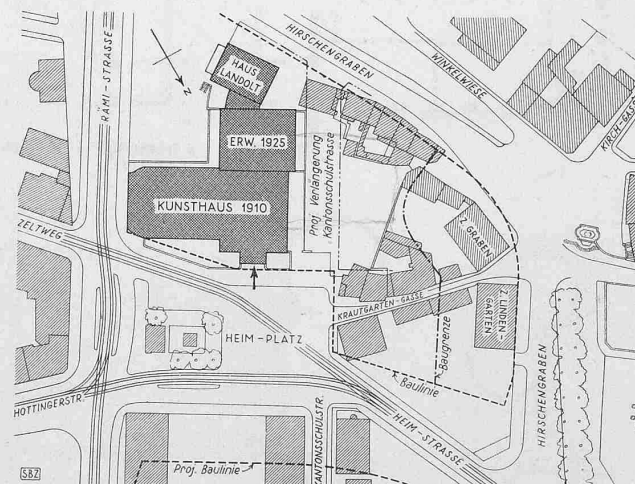 HIRSCHENGRABEN
WINKELWIESE
KIRCH-GASSE
RÄMI-STRASSE
N
HAUS
LANDOLT
ERW. 1925
Proj. Verlängerung
Kantonsschulstrasse
KUNSTHAUS 1910
ZELTWEG
Z. GRABEN
KRAUTGARTEN-GASSE
Z. LINDEN-
GARTEN
HEIM-PLATZ
Baulinie
Baugrenze
HIRSCHENGRABEN
HOTTINGERSTR.
KANTONSSCHULSTR.
HEIM-STRASSE
Proj. Baulinie
SBZ